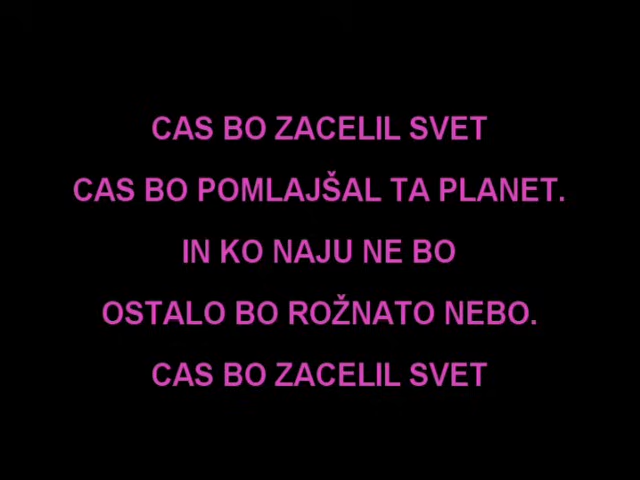 CAS BO ZACELIL SVET
CAS BO POMLAJŠAL TA PLANET.
IN KO NAJU NE BO
OSTALO BO ROŽNATO NEBO.
CAS BO ZACELIL SVET